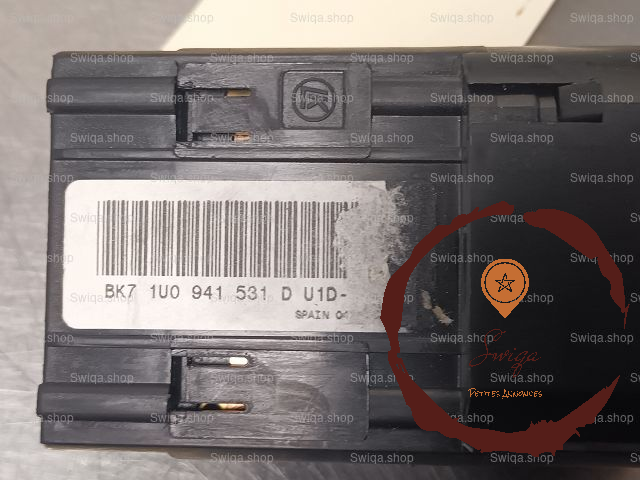 BK7 1U0 941 531 D U1D-
SPAIN
Swiqa
PETITES ANNONCES
Swiqa.shop